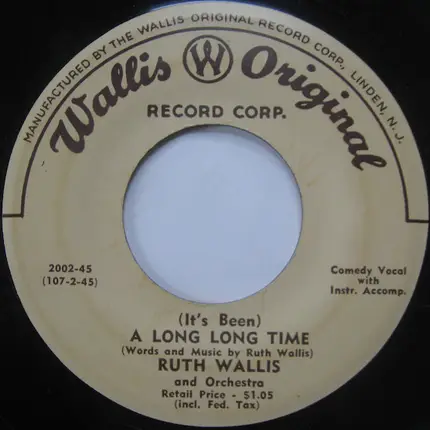 MANUFACTURED BY THE WALLIS ORIGINAL RECORD CORP., LINDEN, N. J.
Wallis W Original
RECORD CORP.
2002-45
(107-2-45)
Comedy Vocal
with
Instr. Accomp.
(It's Been)
A LONG LONG TIME
(Words and Music by Ruth Wallis)
RUTH WALLIS
and Orchestra
Retail Price - $1.05
(incl. Fed. Tax)